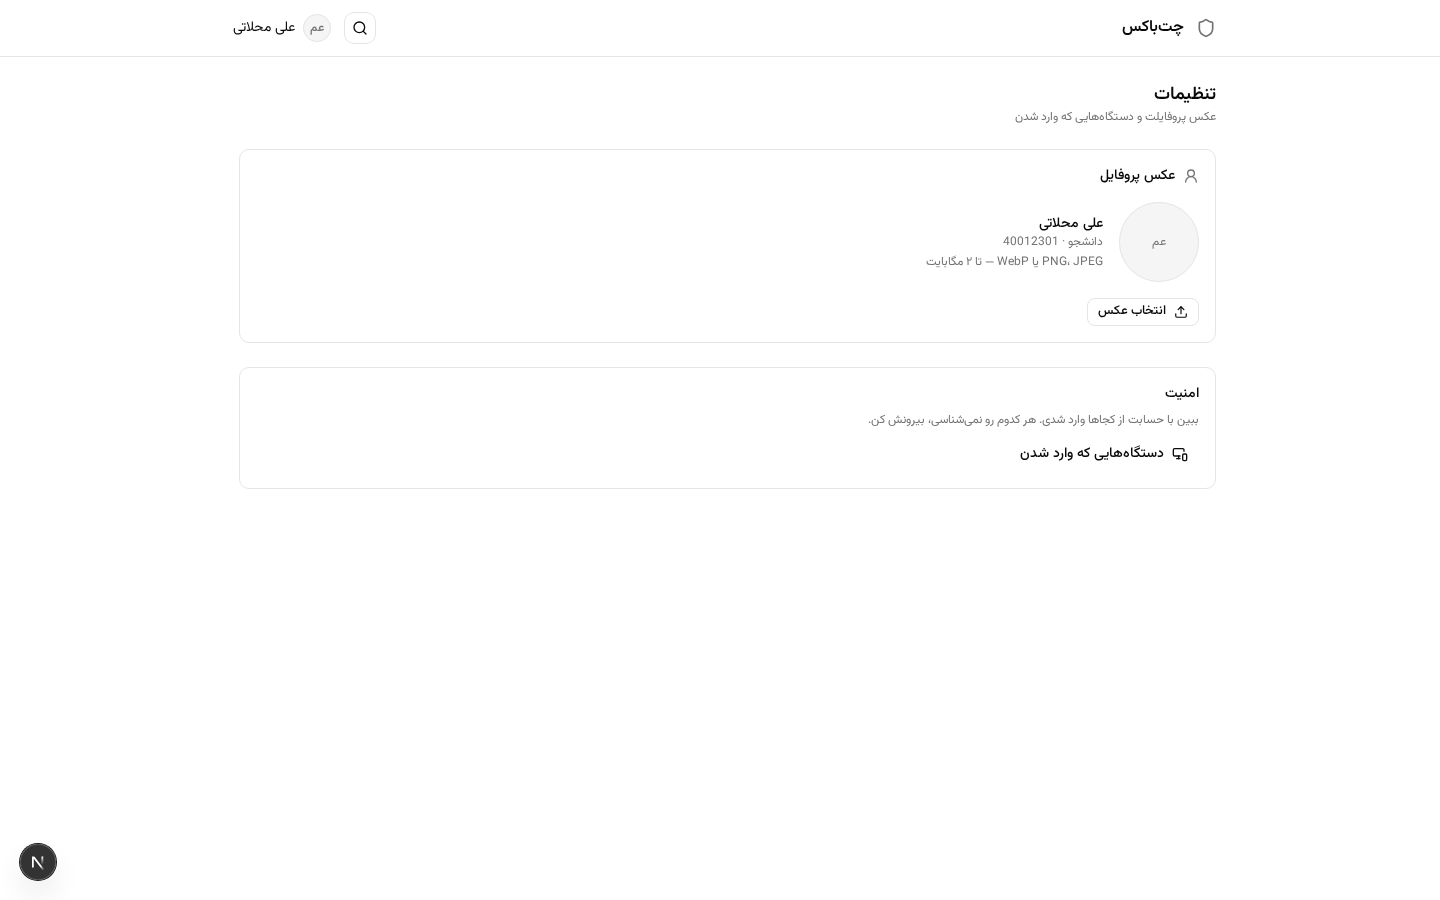 چت‌باکس
عم
علی محلاتی
تنظیمات
عکس پروفایلت و دستگاه‌هایی که وارد شدن
عکس پروفایل
عم
علی محلاتی
دانشجو · 40012301
PNG، JPEG یا WebP — تا ۲ مگابایت
انتخاب عکس
امنیت
ببین با حسابت از کجاها وارد شدی. هر کدوم رو نمی‌شناسی، بیرونش کن.
دستگاه‌هایی که وارد شدن
N